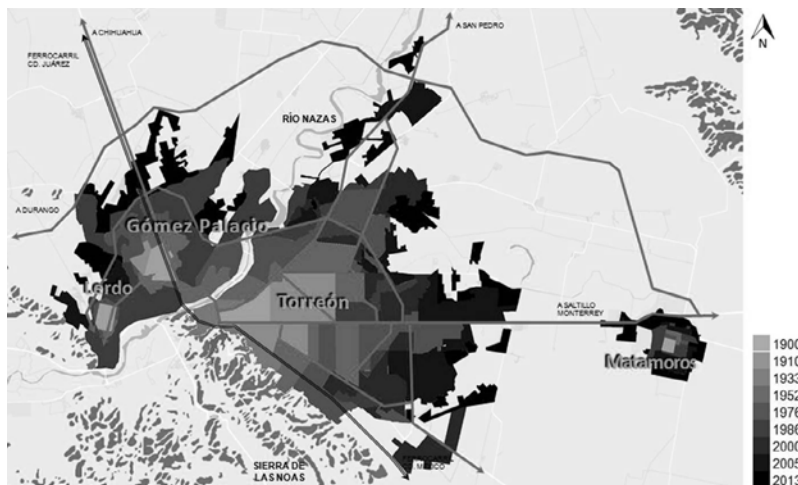 A CHIHUAHUA
FERROCARRIL
CD. JUÁREZ
A SAN PEDRO
N
RÍO NAZAS
A DURANGO
Gómez Palacio
Lerdo
Torreón
A SALTILLO
MONTERREY
Matamoros
SIERRA DE
LAS NOAS
1900
1910
1933
1952
1976
1986
2000
2005
2013